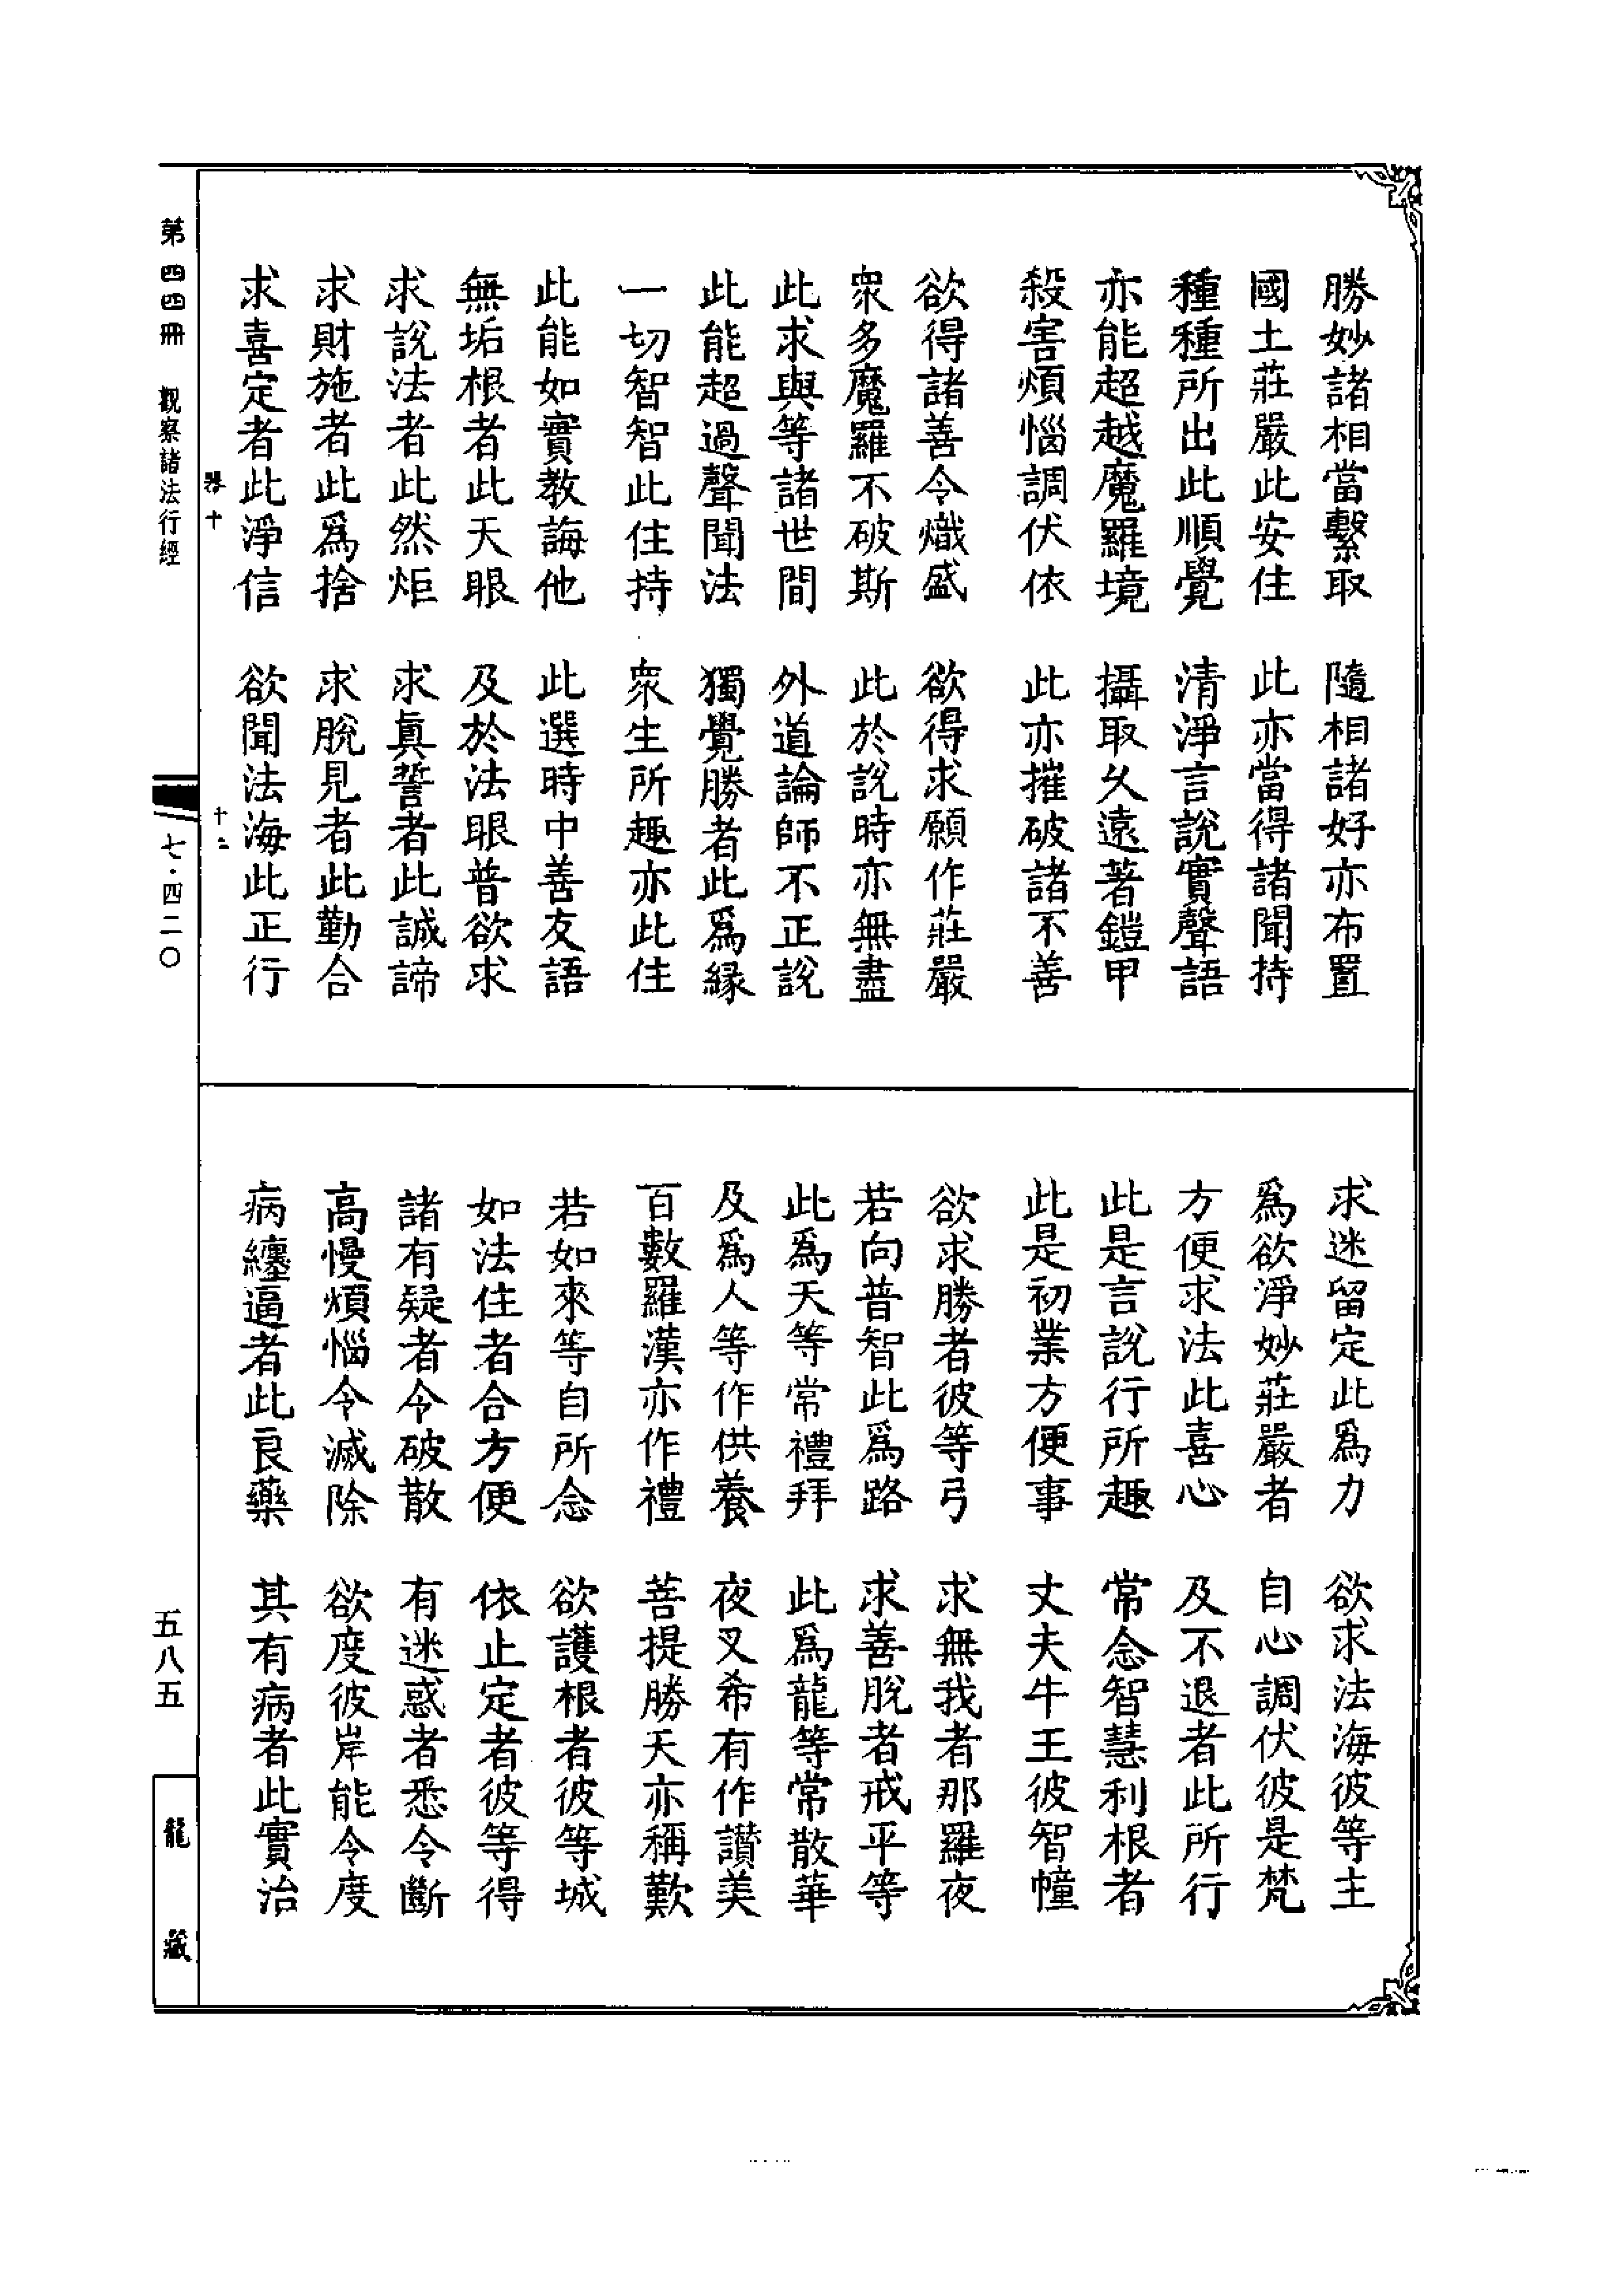 勝妙諸相當繫取　隨相諸好亦布置
國土莊嚴此安住　此亦當得諸聞持
種種所出此順覺　清淨言說實聲語
亦能超越魔羅境　攝取久遠著鎧甲
殺害煩惱調伏依　此亦摧破諸不善
欲得諸善令熾盛　欲得求願作莊嚴
眾多魔羅不破斯　此於說時亦無盡
此求與等諸世間　外道論師不正說
此能超過聲聞法　獨覺勝者此爲緣
一切智智此住持　眾生所趣亦此住
此能如實教誨他　此選時中善友語
無垢根者此天眼　及於法眼普欲求
求說法者此然炬　求真誓者此誠諦
求財施者此爲捨　求脫見者此勤合
求喜定者此淨信　欲聞法海此正行
器十　十二
求迷留定此爲力　欲求法海彼等主
爲欲淨妙莊嚴者　自心調伏彼是梵
方便求法此喜心　及不退者此所行
此是言說行所趣　常念智慧利根者
此是初業方便事　丈夫牛王彼智幢
欲求勝者彼等弓　求無我者那羅夜
若向普智此爲路　求善脫者戒平等
此爲天等常禮拜　此爲龍等常散華
及爲人等作供養　夜叉希有作讃美
百數羅漢亦作禮　菩提勝天亦稱歎
若如來等自所念　欲護根者彼等城
如法住者合方便　依止定者彼等得
諸有疑者令破散　有迷惑者悉令斷
高慢煩惱令滅除　欲度彼岸能令度
病纏逼者此良藥　其有病者此實治
第四四冊　觀察諸法行經　七·四二〇　五八五　龍藏